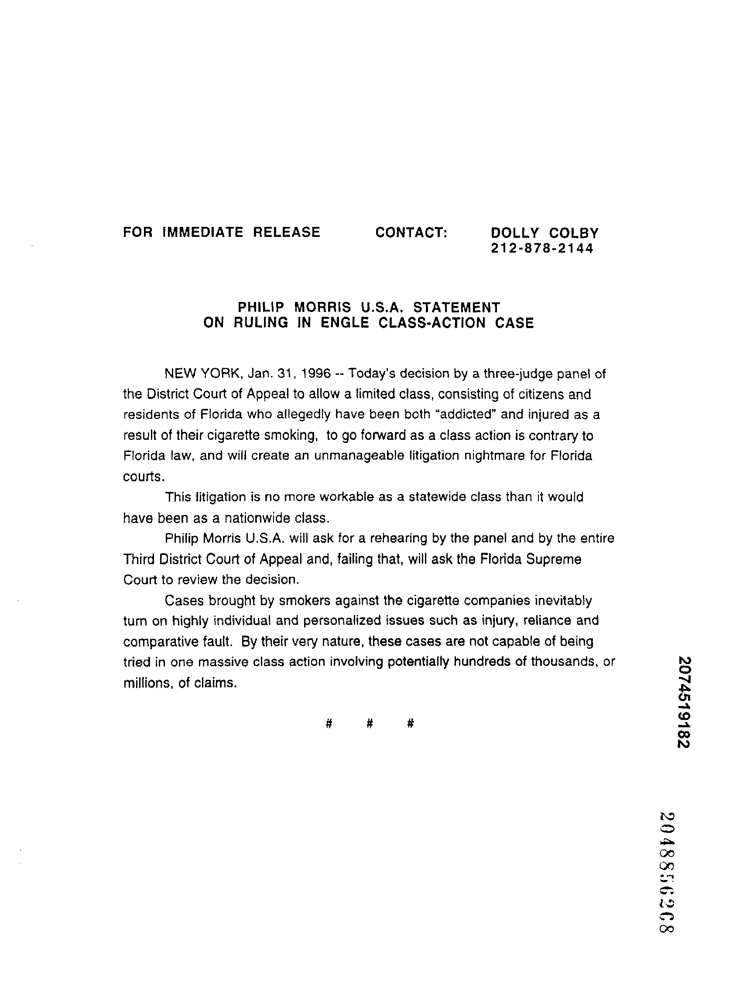 FOR IMMEDIATE RELEASE CONTACT: DOLLY COLBY
212-878-2144
PHILIP MORRIS U.S.A. STATEMENT
ON RULING IN ENGLE CLASS-ACTION CASE
NEW YORK, Jan. 31, 1996 -- Today's decision by a three-judge panel of
the District Court of Appeal to allow a limited class, consisting of citizens and
residents of Florida who allegedly have been both "addicted" and injured as a
result of their cigarette smoking, to go forward as a class action is contrary to
Florida law, and will create an unmanageable litigation nightmare for Florida
courts.
This litigation is no more workable as a statewide class than it would
have been as a nationwide class.
Philip Morris U.S.A. will ask for a rehearing by the panel and by the entire
Third District Court of Appeal and, failing that, will ask the Florida Supreme
Court to review the decision.
Cases brought by smokers against the cigarette companies inevitably
turn on highly individual and personalized issues such as injury, reliance and
comparative fault. By their very nature, these cases are not capable of being
tried in one massive class action involving potentially hundreds of thousands, or
millions, of claims.
# # #
2074519182
2048856268